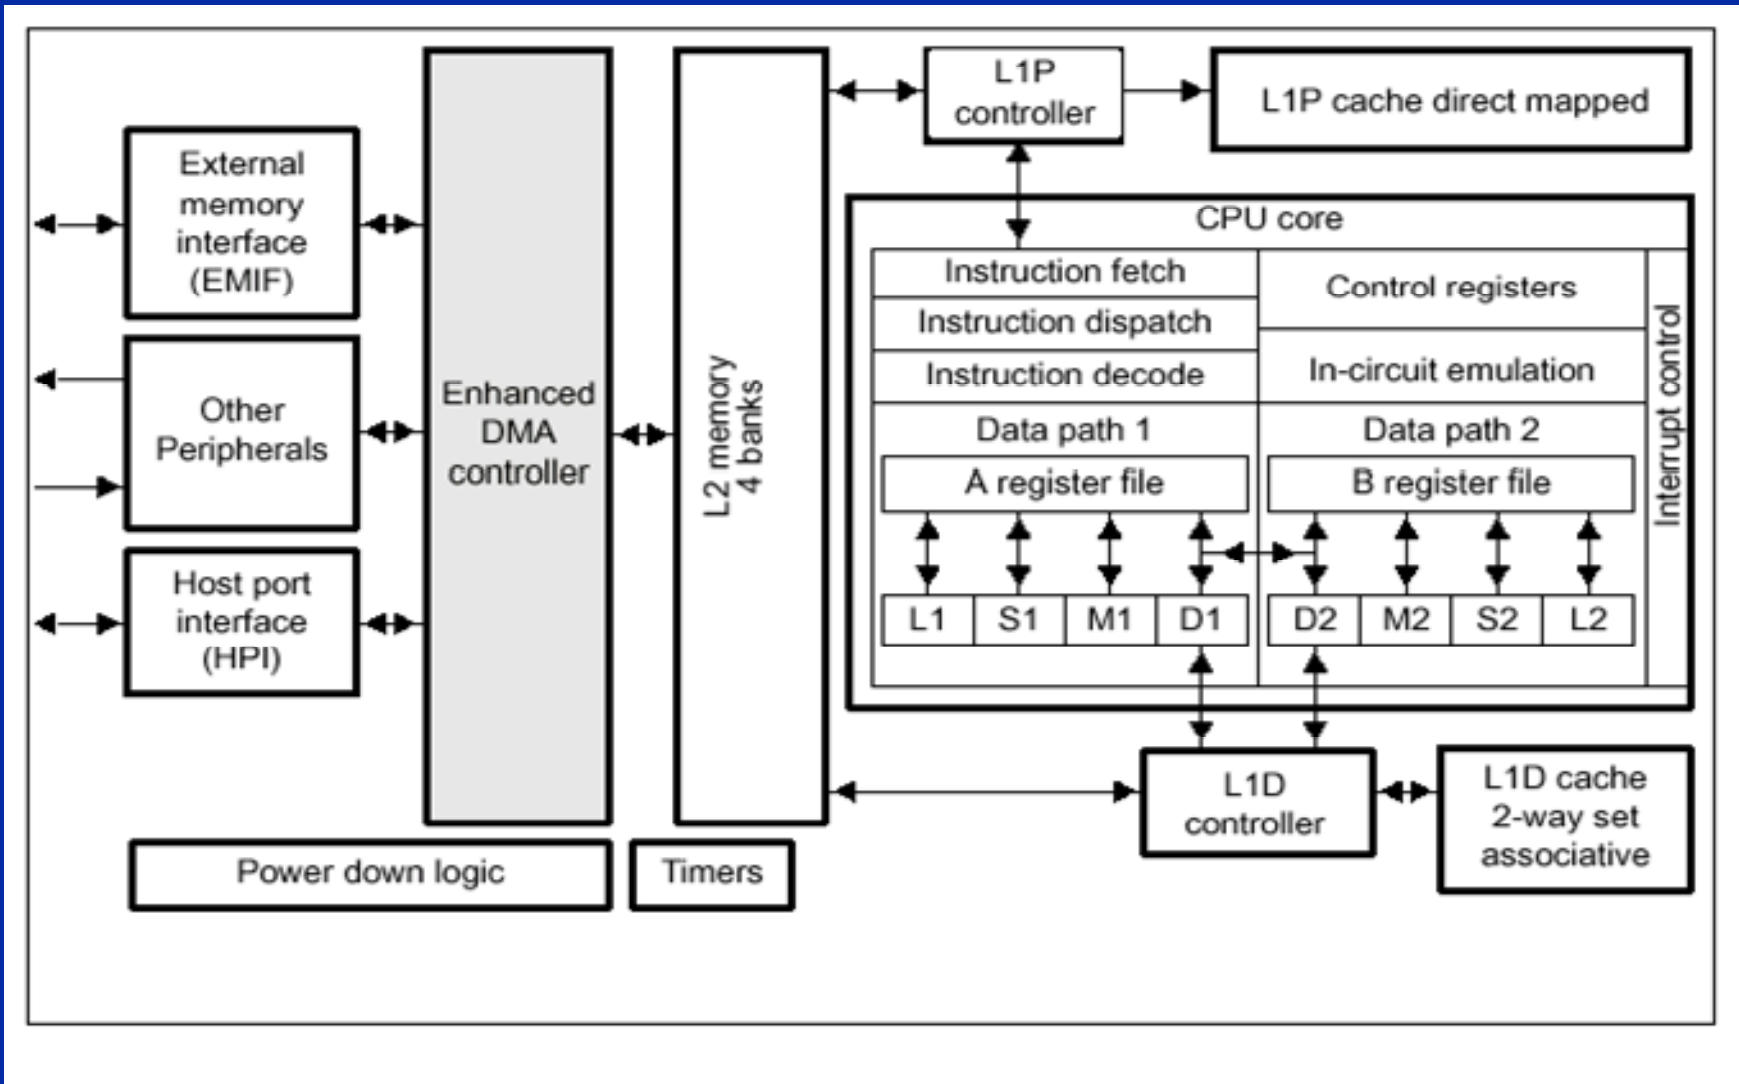 External
memory
interface
(EMIF)
Other
Peripherals
Host port
interface
(HPI)
Enhanced
DMA
controller
L2 memory
4 banks
Power down logic
Timers
L1P
controller
L1P cache direct mapped
CPU core
Instruction fetch
Instruction dispatch
Instruction decode
Control registers
In-circuit emulation
Interrupt control
Data path 1
Data path 2
A register file
B register file
L1 S1 M1 D1
D2 M2 S2 L2
L1D
controller
L1D cache
2-way set
associative